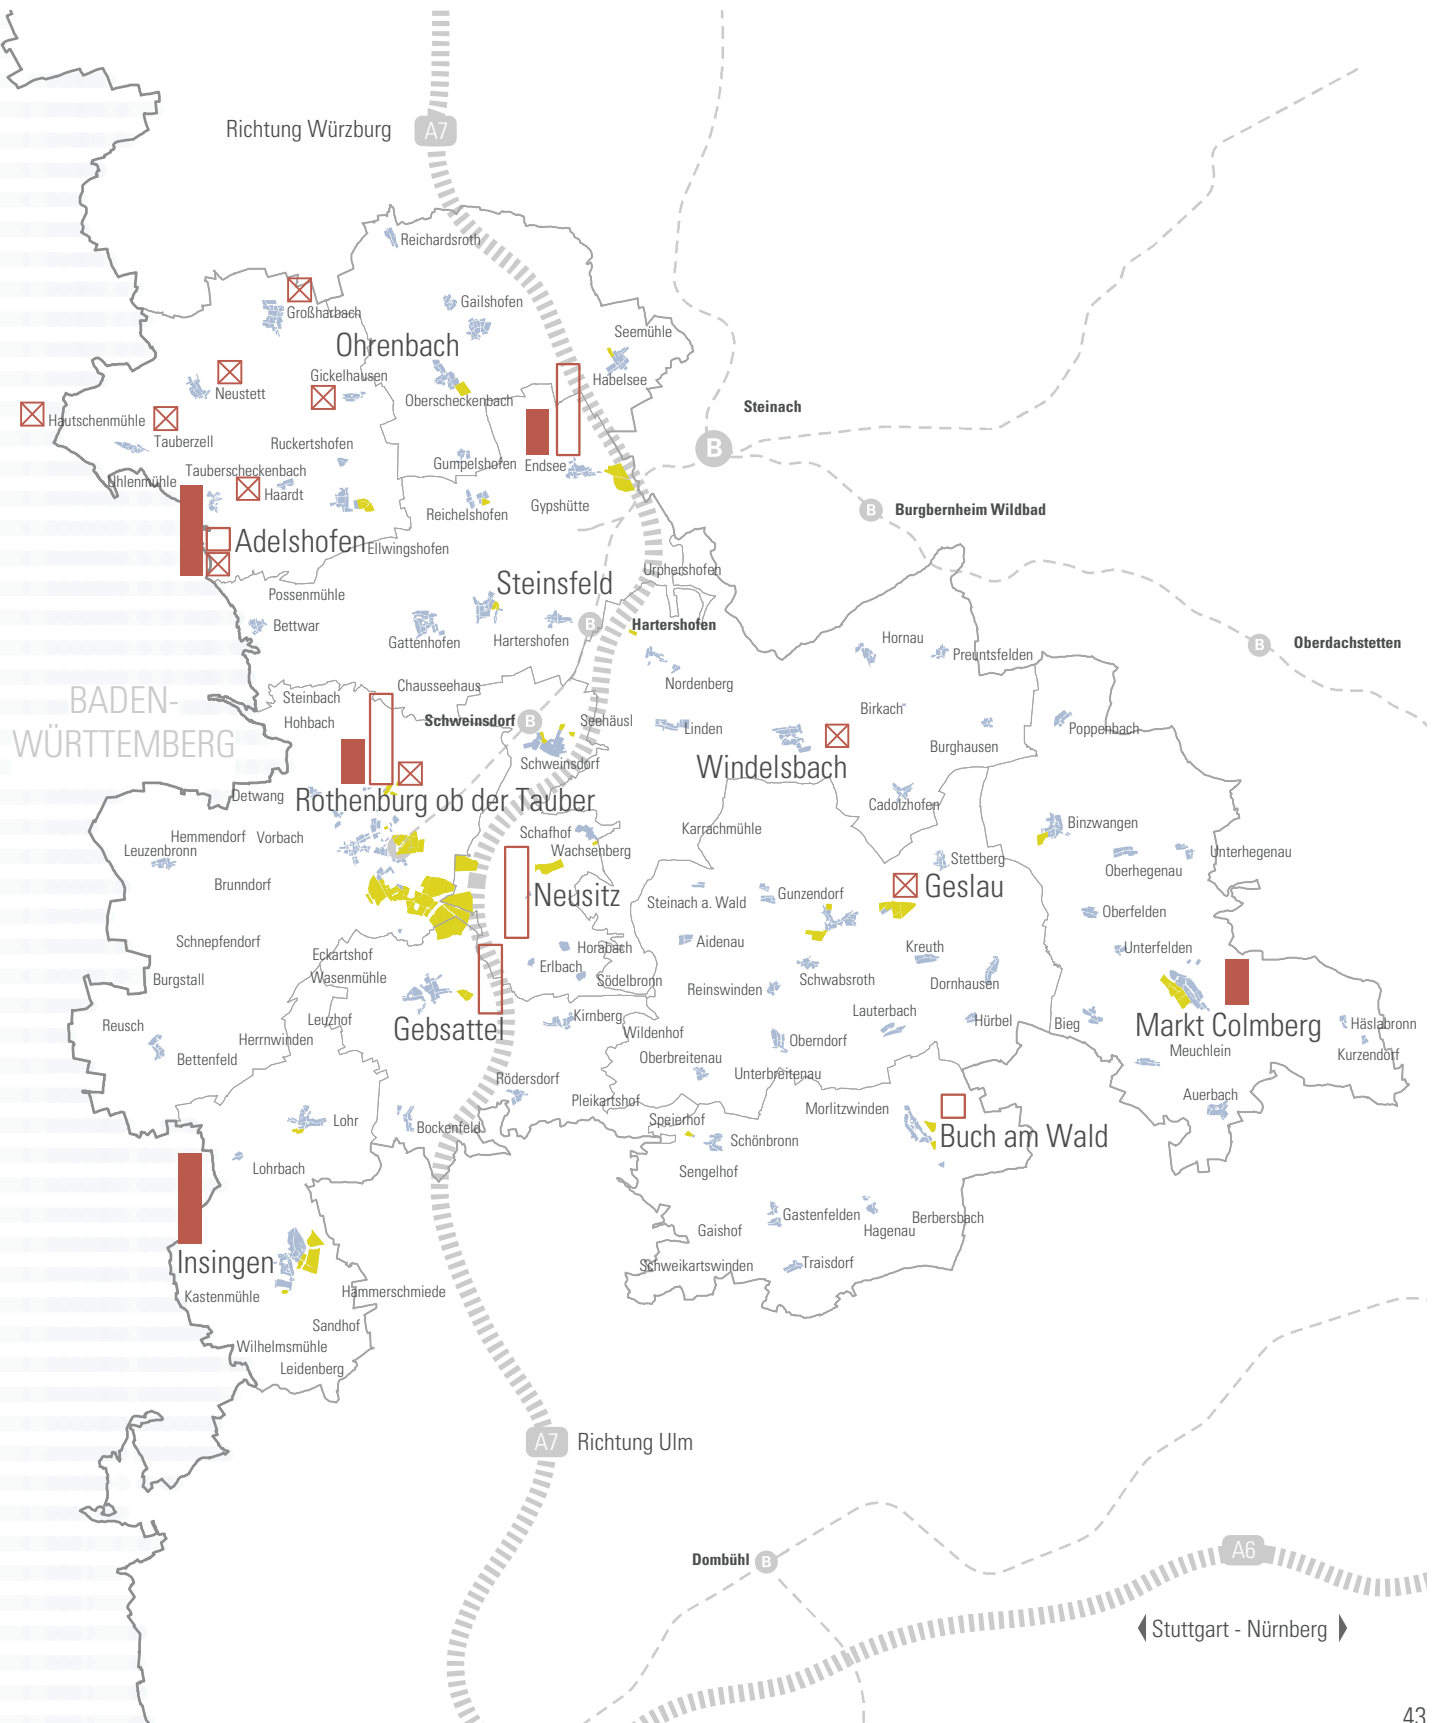 Richtung Würzburg
A7
Reichardsroth
Gailshofen
Großharbach
Seemühle
Ohrenbach
Gickelhausen
Habelsee
Neustett
Oberscheckenbach
Steinach
Hautschenmühle
Tauberzell
Ruckertshofen
B
Gumpelshofen
Endsee
Tauberscheckenbach
Uhlenmühle
Haardt
Gypshütte
Reichelshofen
B
Burgbernheim Wildbad
Adelshofen
Ellwingshofen
Urphershofen
Steinsfeld
Possenmühle
Bettwar
B
Hartershofen
Gattenhofen
Hartershofen
Hornau
B
Oberdachstetten
Preuntsfelden
Nordenberg
Chausseehaus
Steinbach
BADEN-
WÜRTTEMBERG
Hohbach
Schweinsdorf
B
Seehäusl
Birkach
Linden
Poppenbach
Burghausen
Schweinsdorf
Windelsbach
Detwang
Rothenburg ob der Tauber
Cadolzhofen
Binzwangen
Karrachmühle
Schafhof
Hemmendorf
Vorbach
Leuzenbronn
Wachsenberg
Stettberg
Unterhegenau
Oberhegenau
Brunndorf
Neusitz
Gunzendorf
Geslau
Steinach a. Wald
Oberfelden
Schnepfendorf
Aidenau
Eckartshof
Horabach
Kreuth
Unterfelden
Erlbach
Wasenmühle
Burgstall
Södelbronn
Schwabsroth
Dornhausen
Reinswinden
Lauterbach
Reusch
Leuzhof
Gebsattel
Kirnberg
Hürbel
Bieg
Markt Colmberg
Häslabronn
Herrnwinden
Wildenhof
Oberndorf
Bettenfeld
Oberbreitenau
Meuchlein
Kurzendorf
Rödersdorf
Unterbreitenau
Pleikartshof
Auerbach
Morlitzwinden
Lohr
Bockenfeld
Speierhof
Schönbronn
Buch am Wald
Lohrbach
Sengelhof
Gastenfelden
Berbersbach
Gaishof
Hagenau
Insingen
Schweikartswinden
Traisdorf
Kastenmühle
Hammerschmiede
Sandhof
Wilhelmsmühle
Leidenberg
A7
Richtung Ulm
Dombühl
B
A6
Stuttgart - Nürnberg
43